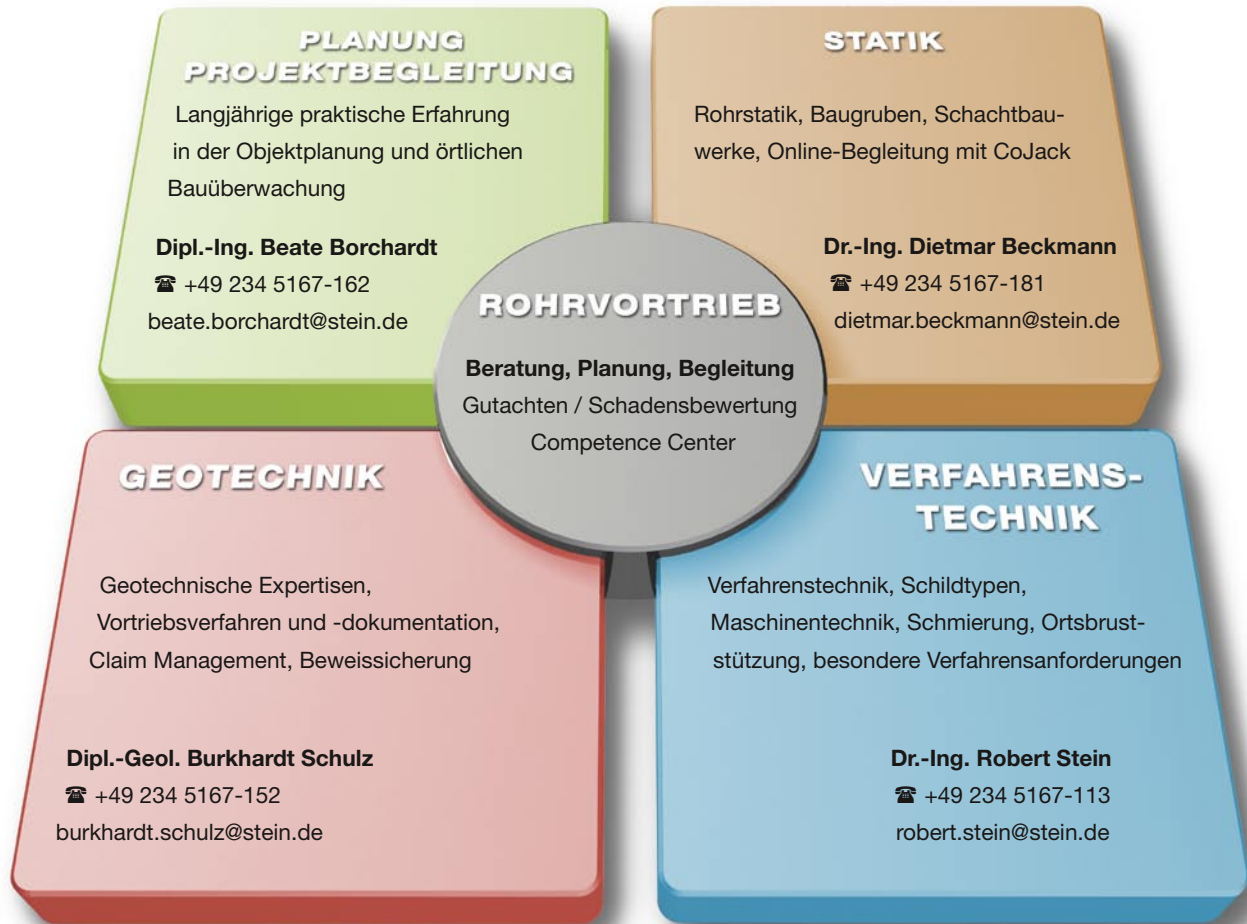 PLANUNG
PROJEKTBEGLEITUNG
Langjährige praktische Erfahrung
in der Objektplanung und örtlichen
Bauüberwachung
Dipl.-Ing. Beate Borchardt
☎ +49 234 5167-162
beate.borchardt@stein.de
STATIK
Rohrstatik, Baugruben, Schachtbau-
werke, Online-Begleitung mit CoJack
Dr.-Ing. Dietmar Beckmann
☎ +49 234 5167-181
dietmar.beckmann@stein.de
ROHRVORTRIEB
Beratung, Planung, Begleitung
Gutachten / Schadensbewertung
Competence Center
GEOTECHNIK
Geotechnische Expertisen,
Vortriebsverfahren und -dokumentation,
Claim Management, Beweissicherung
Dipl.-Geol. Burkhardt Schulz
☎ +49 234 5167-152
burkhardt.schulz@stein.de
VERFAHRENS-
TECHNIK
Verfahrenstechnik, Schildtypen,
Maschinentechnik, Schmierung, Ortsbrust-
stützung, besondere Verfahrensanforderungen
Dr.-Ing. Robert Stein
☎ +49 234 5167-113
robert.stein@stein.de